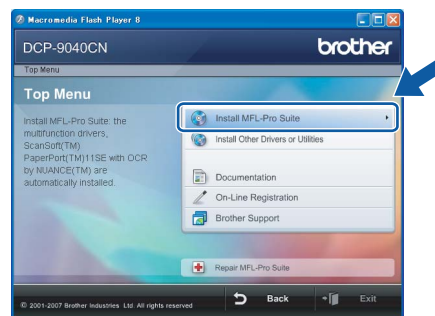 Macromedia Flash Player 8
DCP-9040CN
brother
Top Menu
Top Menu
Install MFL-Pro Suite: the
multifunction drivers,
ScanSoft(TM)
PaperPort(TM)11SE with OCR
by NUANCE(TM) are
automatically installed.
Install MFL-Pro Suite
Install Other Drivers or Utilities
Documentation
On-Line Registration
Brother Support
Repair MFL-Pro Suite
© 2001-2007 Brother Industries Ltd. All rights reserved
Back
Exit